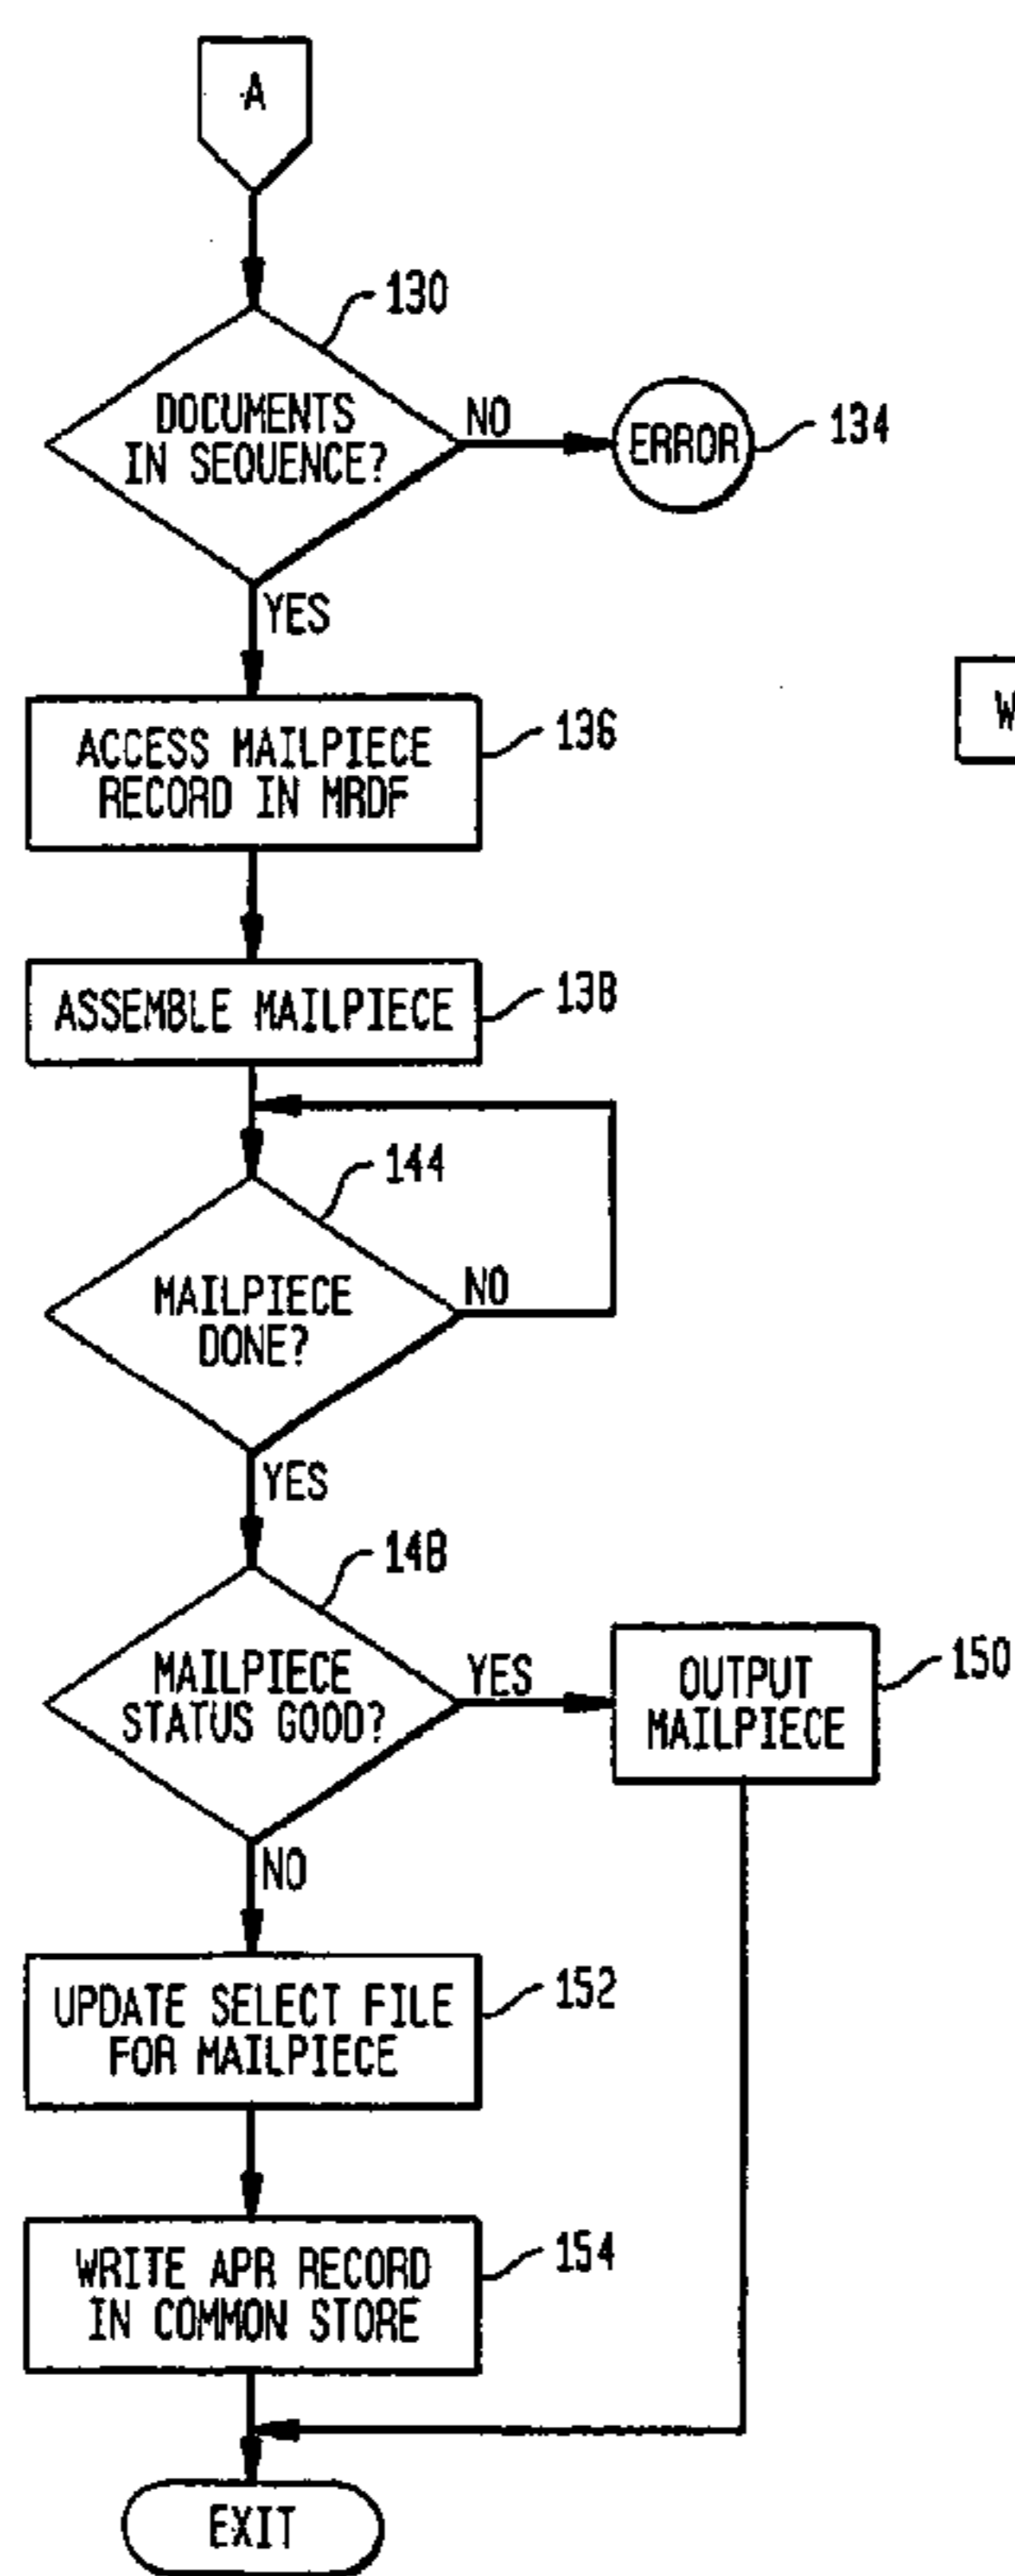 A
130
DOCUMENTS
IN SEQUENCE?
NO
ERROR
134
YES
ACCESS MAILPIECE
RECORD IN MRDF
136
W
ASSEMBLE MAILPIECE
138
144
MAILPIECE
DONE?
NO
YES
148
MAILPIECE
STATUS GOOD?
YES
OUTPUT
MAILPIECE
150
NO
UPDATE SELECT FILE
FOR MAILPIECE
152
WRITE APR RECORD
IN COMMON STORE
154
EXIT